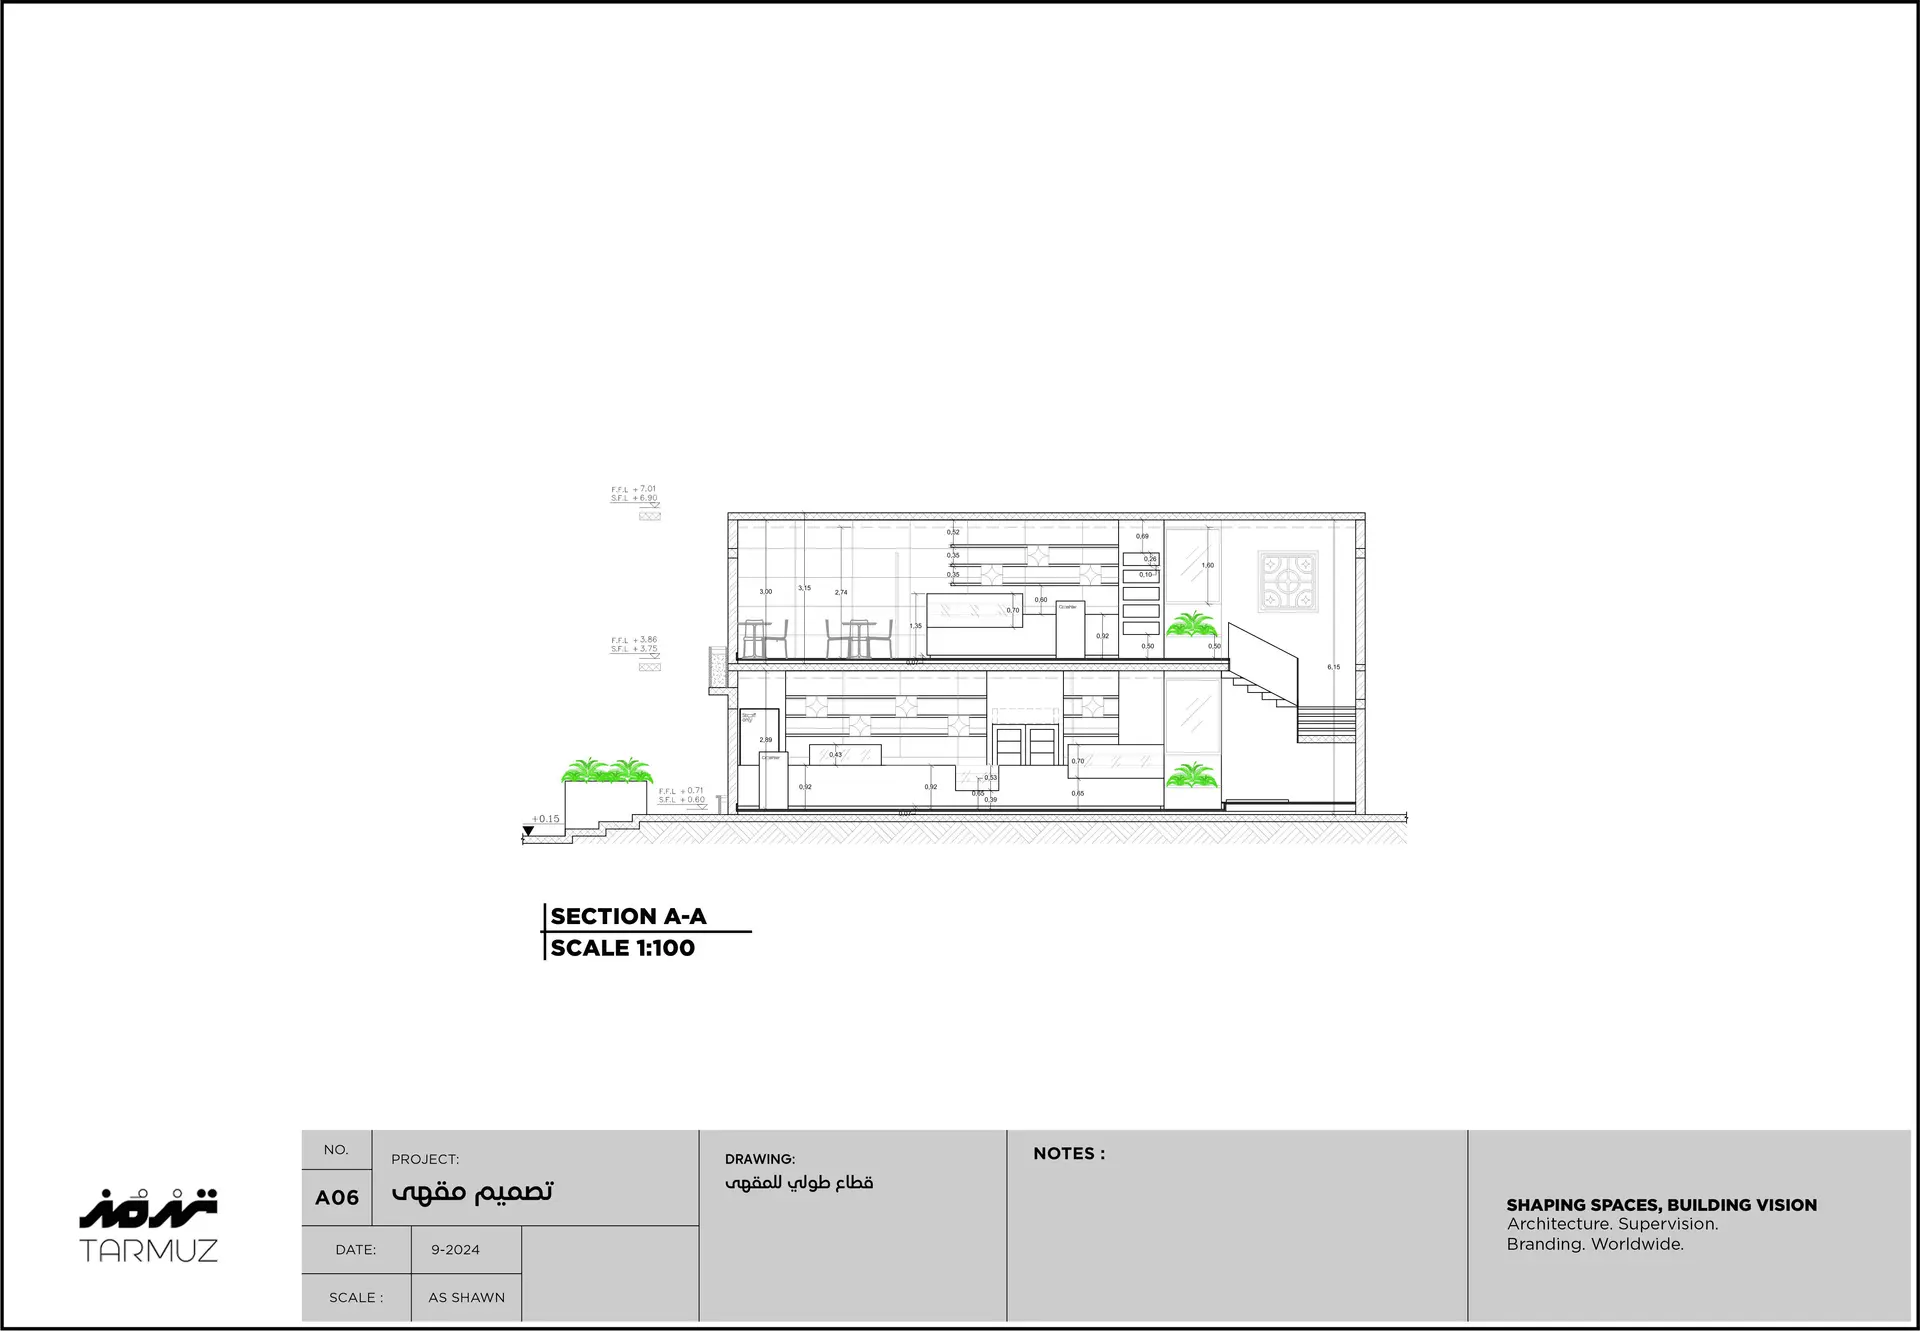 F.F.L +7.01
S.F.L +6.90
0,52
0,69
0,35
0,26
0,35
0,10
1,60
3,00
3,15
2,74
0,60
0,70
Cashier
1,35
0,92
0,50
0,50
0,07
6,15
F.F.L +3.86
S.F.L +3.75
2,89
0,43
Cashier
0,70
0,53
0,92
0,92
0,65
0,39
0,65
0,07
F.F.L +0.71
S.F.L +0.60
+0.15
SECTION A-A
SCALE 1:100
ترمز
TARMUZ
NO.
A06
PROJECT:
تصميم مقهى
DATE:
9-2024
SCALE :
AS SHAWN
DRAWING:
قطاع طولي للمقهى
NOTES :
SHAPING SPACES, BUILDING VISION
Architecture. Supervision.
Branding. Worldwide.